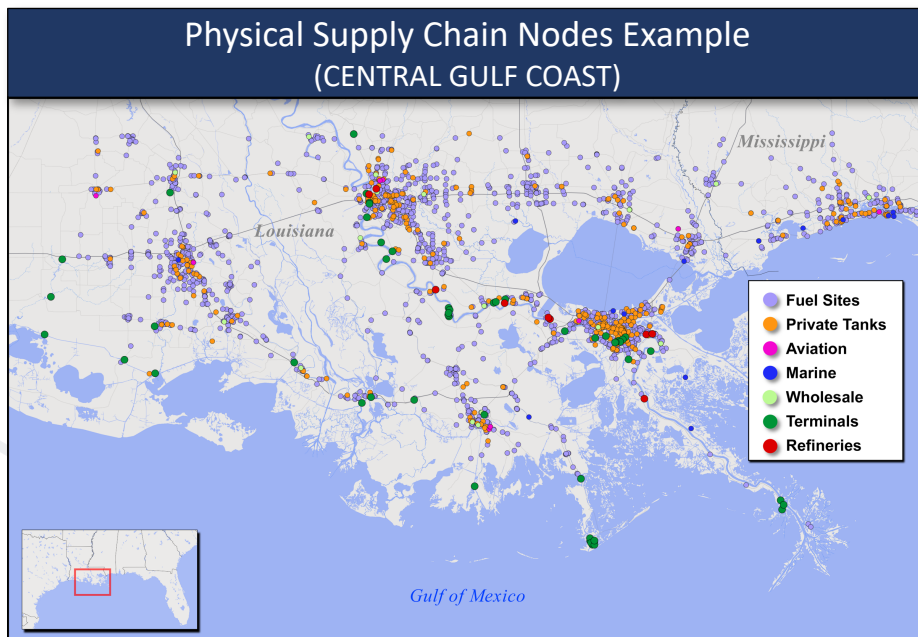 Physical Supply Chain Nodes Example
(CENTRAL GULF COAST)
Mississippi
Louisiana
Fuel Sites
Private Tanks
Aviation
Marine
Wholesale
Terminals
Refineries
Gulf of Mexico